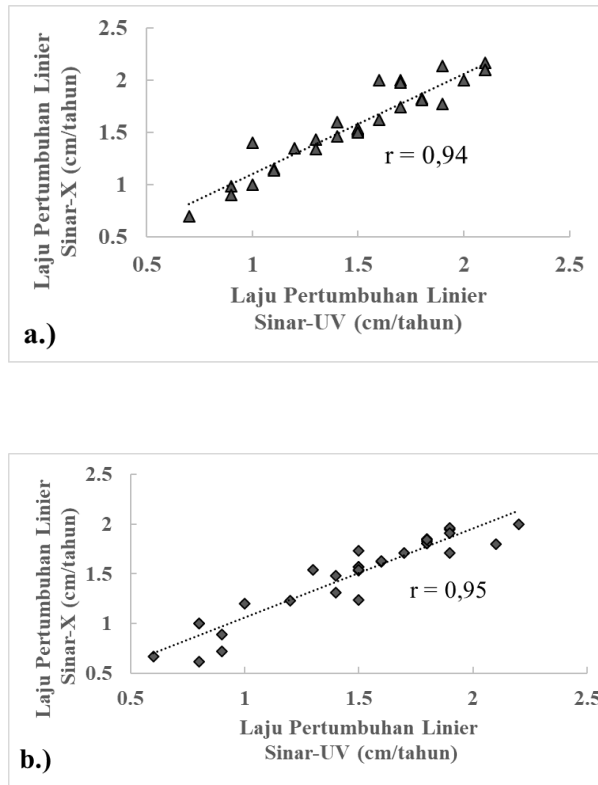 Laju Pertumbuhan Linier
Sinar-X (cm/tahun)
2.5
2
1.5
1
0.5
r = 0,94
0.5 1 1.5 2 2.5
Laju Pertumbuhan Linier
Sinar-UV (cm/tahun)
a.)
Laju Pertumbuhan Linier
Sinar-X (cm/tahun)
2.5
2
1.5
1
0.5
r = 0,95
0.5 1 1.5 2 2.5
Laju Pertumbuhan Linier
Sinar-UV (cm/tahun)
b.)